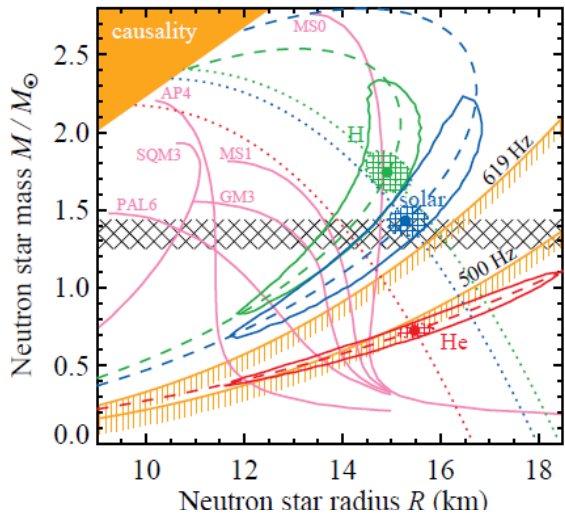 Neutron star mass M/M⊙
2.5
2.0
1.5
1.0
0.5
0.0
causality
MS0
AP4
SQM3
MS1
PAL6
GM3
H
solar
He
619 Hz
500 Hz
10
12
14
16
18
Neutron star radius R (km)